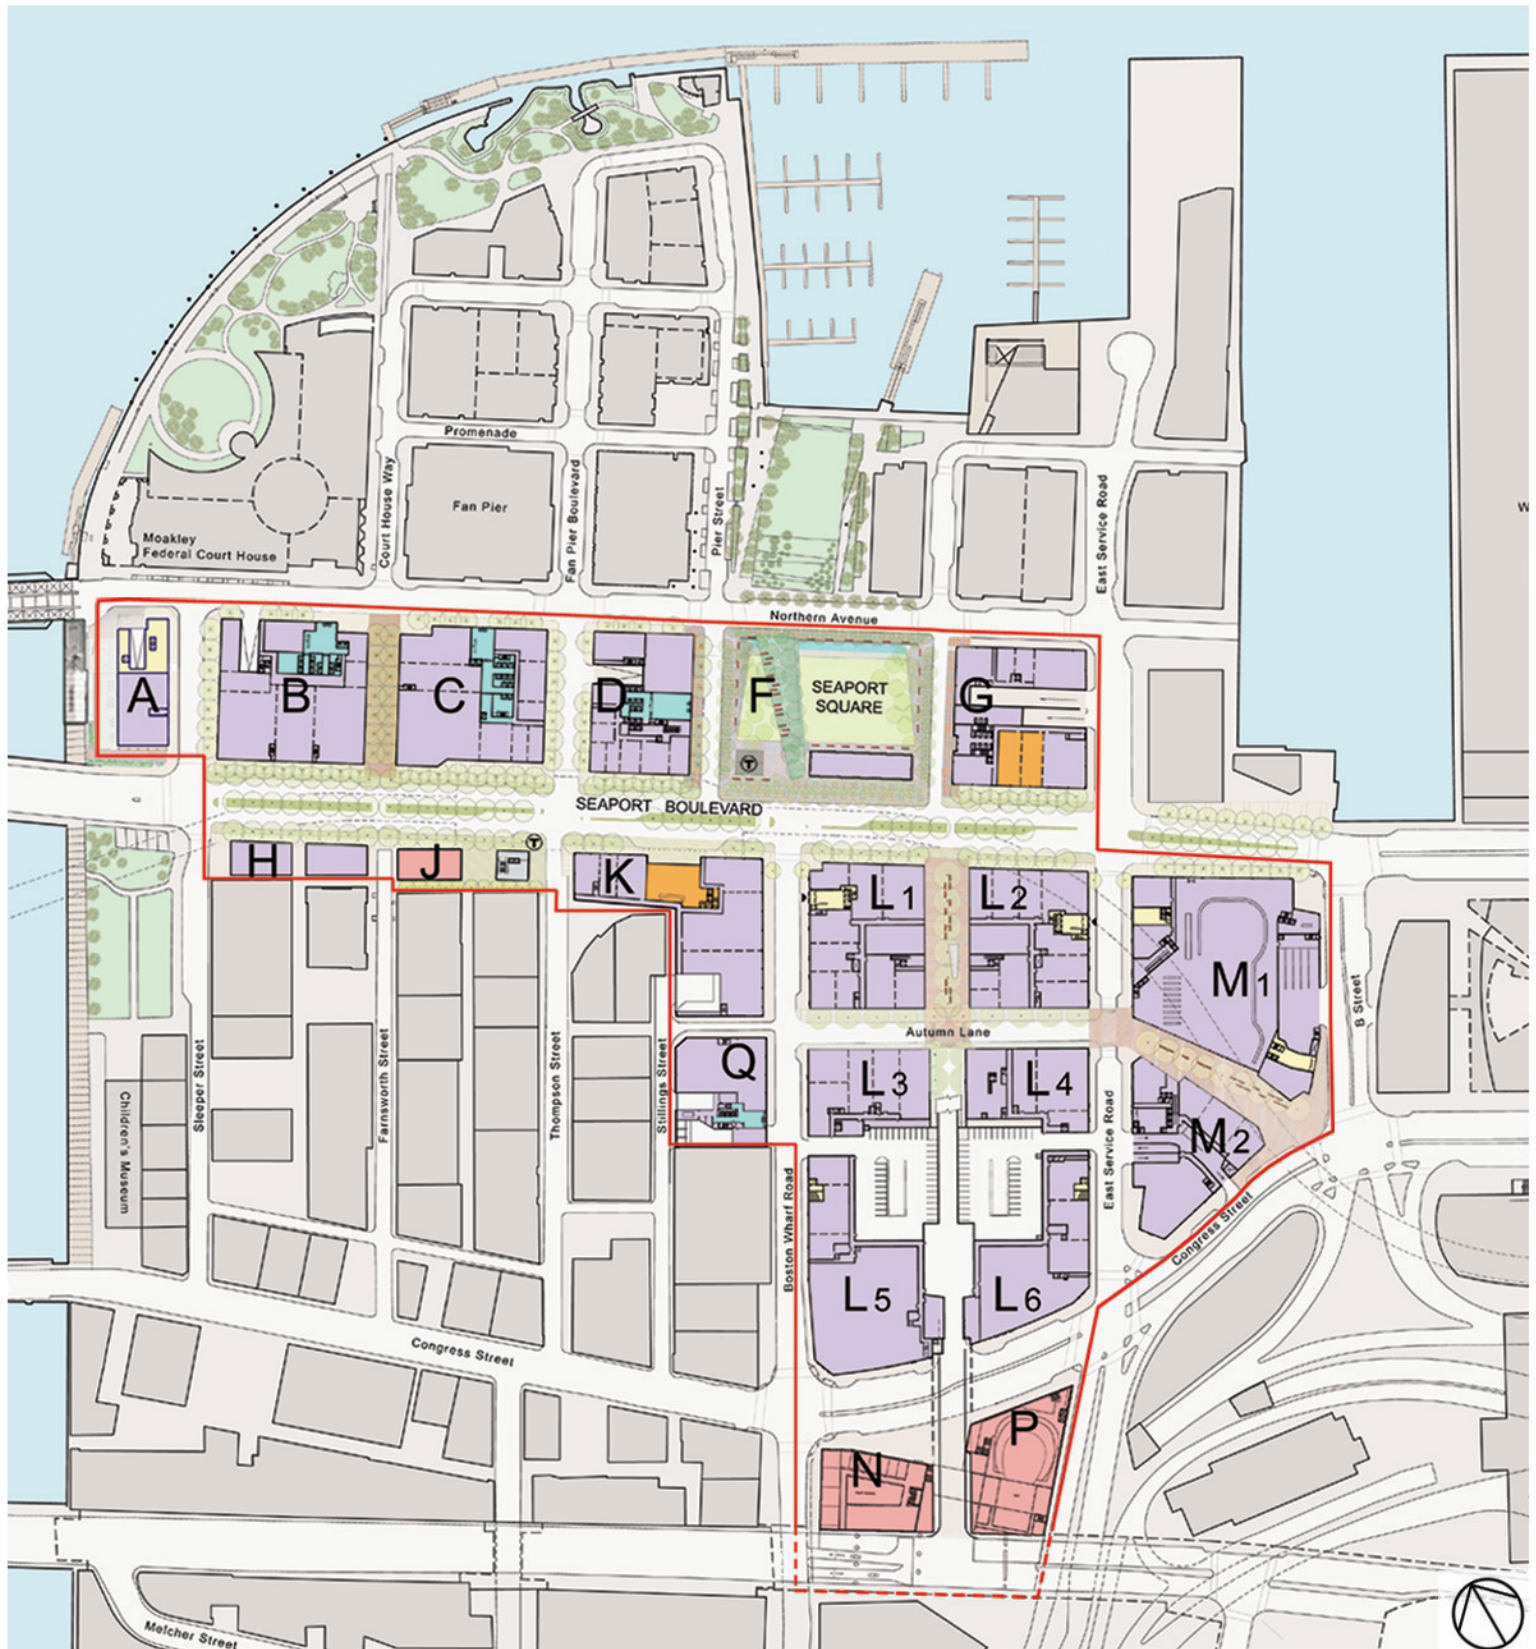 Promenade
Court House Way
Fan Pier Boulevard
Pier Street
East Service Road
Fan Pier
W
Moakley
Federal Court House
Northern Avenue
A
B
C
D
F
SEAPORT
SQUARE
G
T
SEAPORT BOULEVARD
T
H
J
K
L1
L2
M1
B Street
Autumn Lane
Sleeper Street
Farnsworth Street
Thompson Street
Stillings Street
Q
L3
L4
East Service Road
M2
Children's Museum
Boston Wharf Road
Congress Street
L5
L6
Congress Street
P
N
Melcher Street